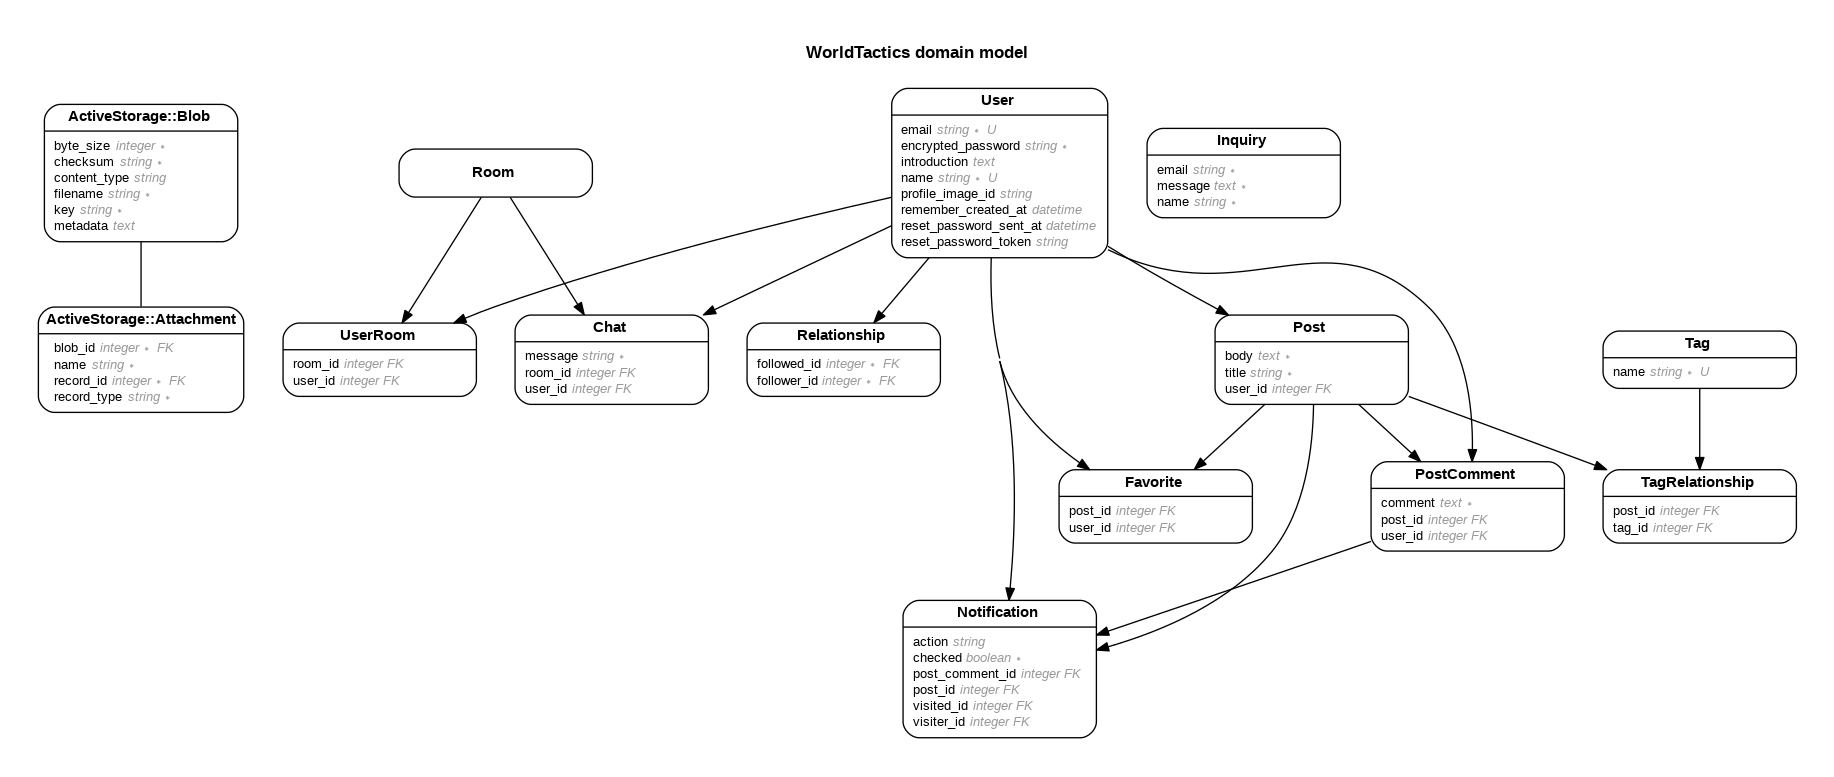 WorldTactics domain model
ActiveStorage::Blob
byte_size integer ∗
checksum string ∗
content_type string
filename string ∗
key string ∗
metadata text
ActiveStorage::Attachment
blob_id integer ∗ FK
name string ∗
record_id integer ∗ FK
record_type string ∗
Room
UserRoom
room_id integer FK
user_id integer FK
Chat
message string ∗
room_id integer FK
user_id integer FK
User
email string ∗ U
encrypted_password string ∗
introduction text
name string ∗ U
profile_image_id string
remember_created_at datetime
reset_password_sent_at datetime
reset_password_token string
Relationship
followed_id integer ∗ FK
follower_id integer ∗ FK
Inquiry
email string ∗
message text ∗
name string ∗
Post
body text ∗
title string ∗
user_id integer FK
Tag
name string ∗ U
Favorite
post_id integer FK
user_id integer FK
PostComment
comment text ∗
post_id integer FK
user_id integer FK
TagRelationship
post_id integer FK
tag_id integer FK
Notification
action string
checked boolean ∗
post_comment_id integer FK
post_id integer FK
visited_id integer FK
visiter_id integer FK